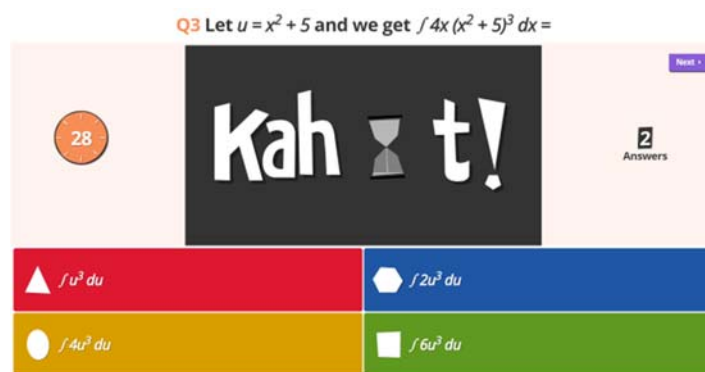 Q3 Let u = x² + 5 and we get ∫ 4x (x² + 5)³ dx =
Next
28
Kah t!
2
Answers
∫ u³ du
∫ 2u³ du
∫ 4u³ du
∫ 6u³ du